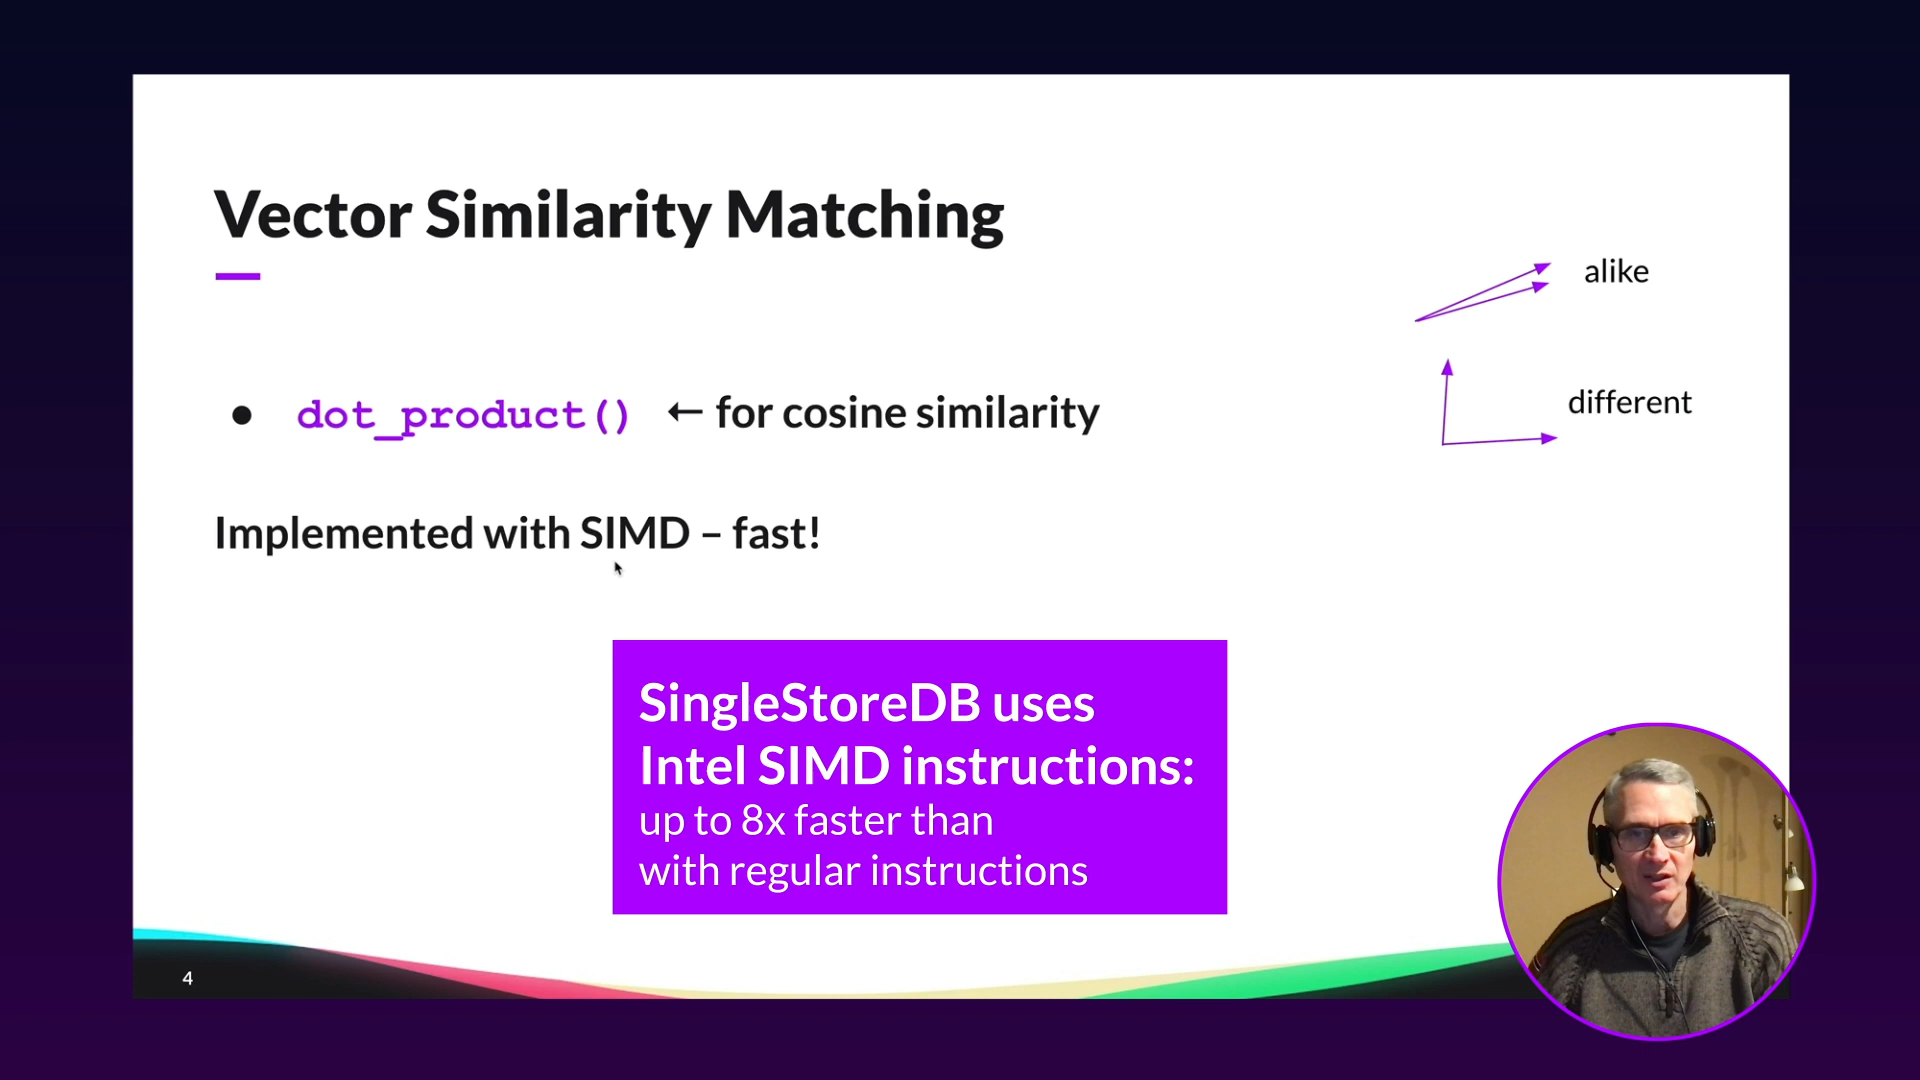 Vector Similarity Matching
alike
different
● dot_product() ← for cosine similarity
Implemented with SIMD – fast!
SingleStoreDB uses
Intel SIMD instructions:
up to 8x faster than
with regular instructions
4